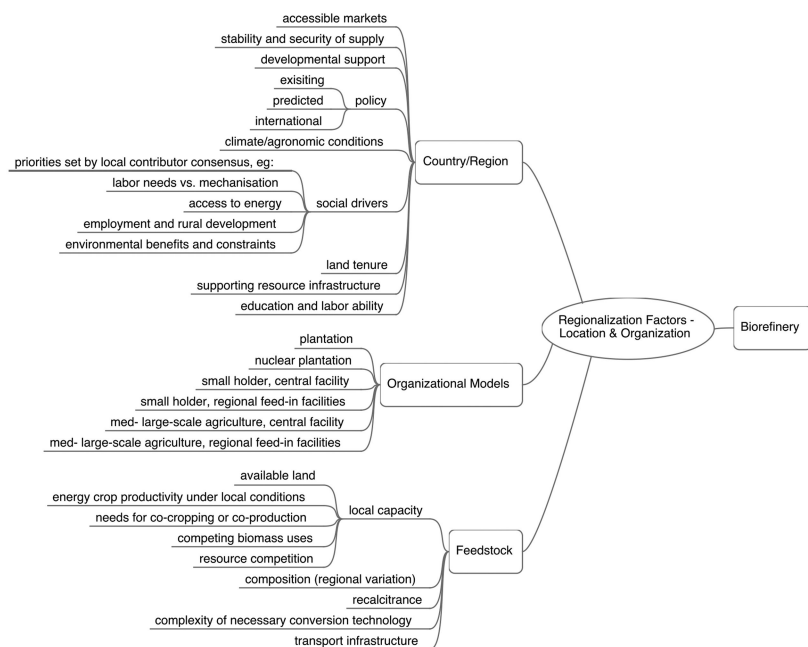 accessible markets
stability and security of supply
developmental support
exisiting
predicted
policy
international
climate/agronomic conditions
Country/Region
priorities set by local contributor consensus, eg:
labor needs vs. mechanisation
access to energy
social drivers
employment and rural development
environmental benefits and constraints
land tenure
supporting resource infrastructure
education and labor ability
Regionalization Factors -
Location & Organization
Biorefinery
plantation
nuclear plantation
small holder, central facility
Organizational Models
small holder, regional feed-in facilities
med- large-scale agriculture, central facility
med- large-scale agriculture, regional feed-in facilities
available land
energy crop productivity under local conditions
needs for co-cropping or co-production
local capacity
competing biomass uses
resource competition
Feedstock
composition (regional variation)
recalcitrance
complexity of necessary conversion technology
transport infrastructure